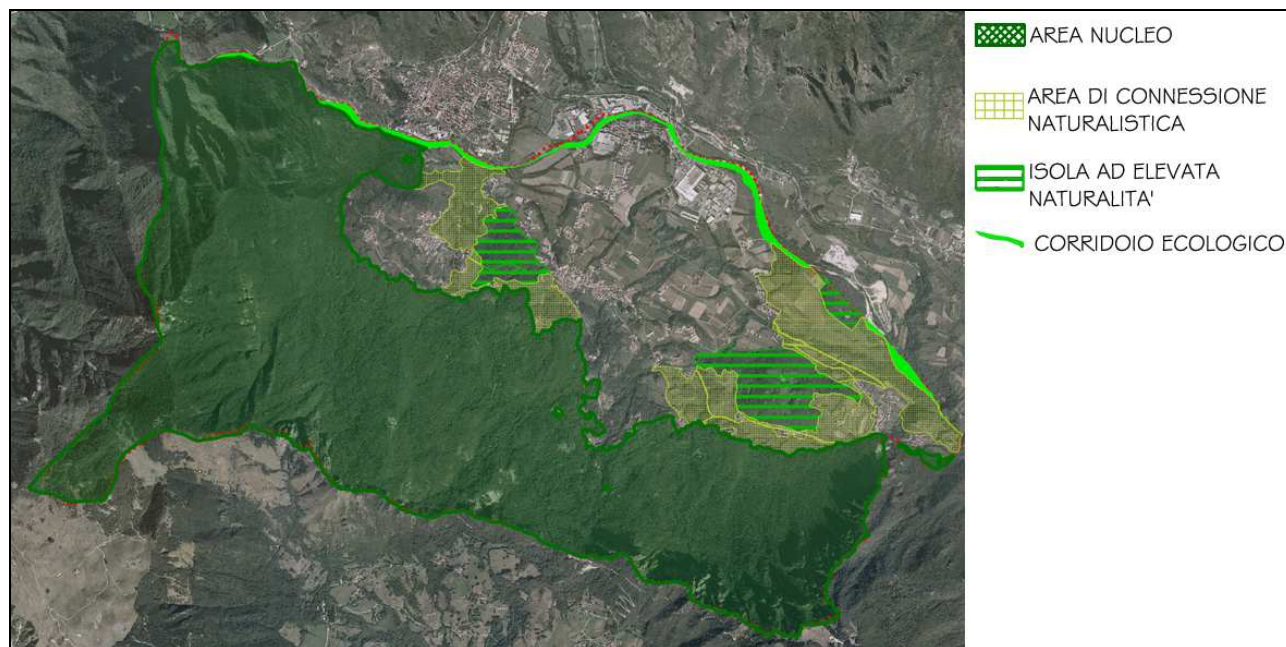 AREA NUCLEO
AREA DI CONNESSIONE
NATURALISTICA
ISOLA AD ELEVATA
NATURALITA'
CORRIDOIO ECOLOGICO